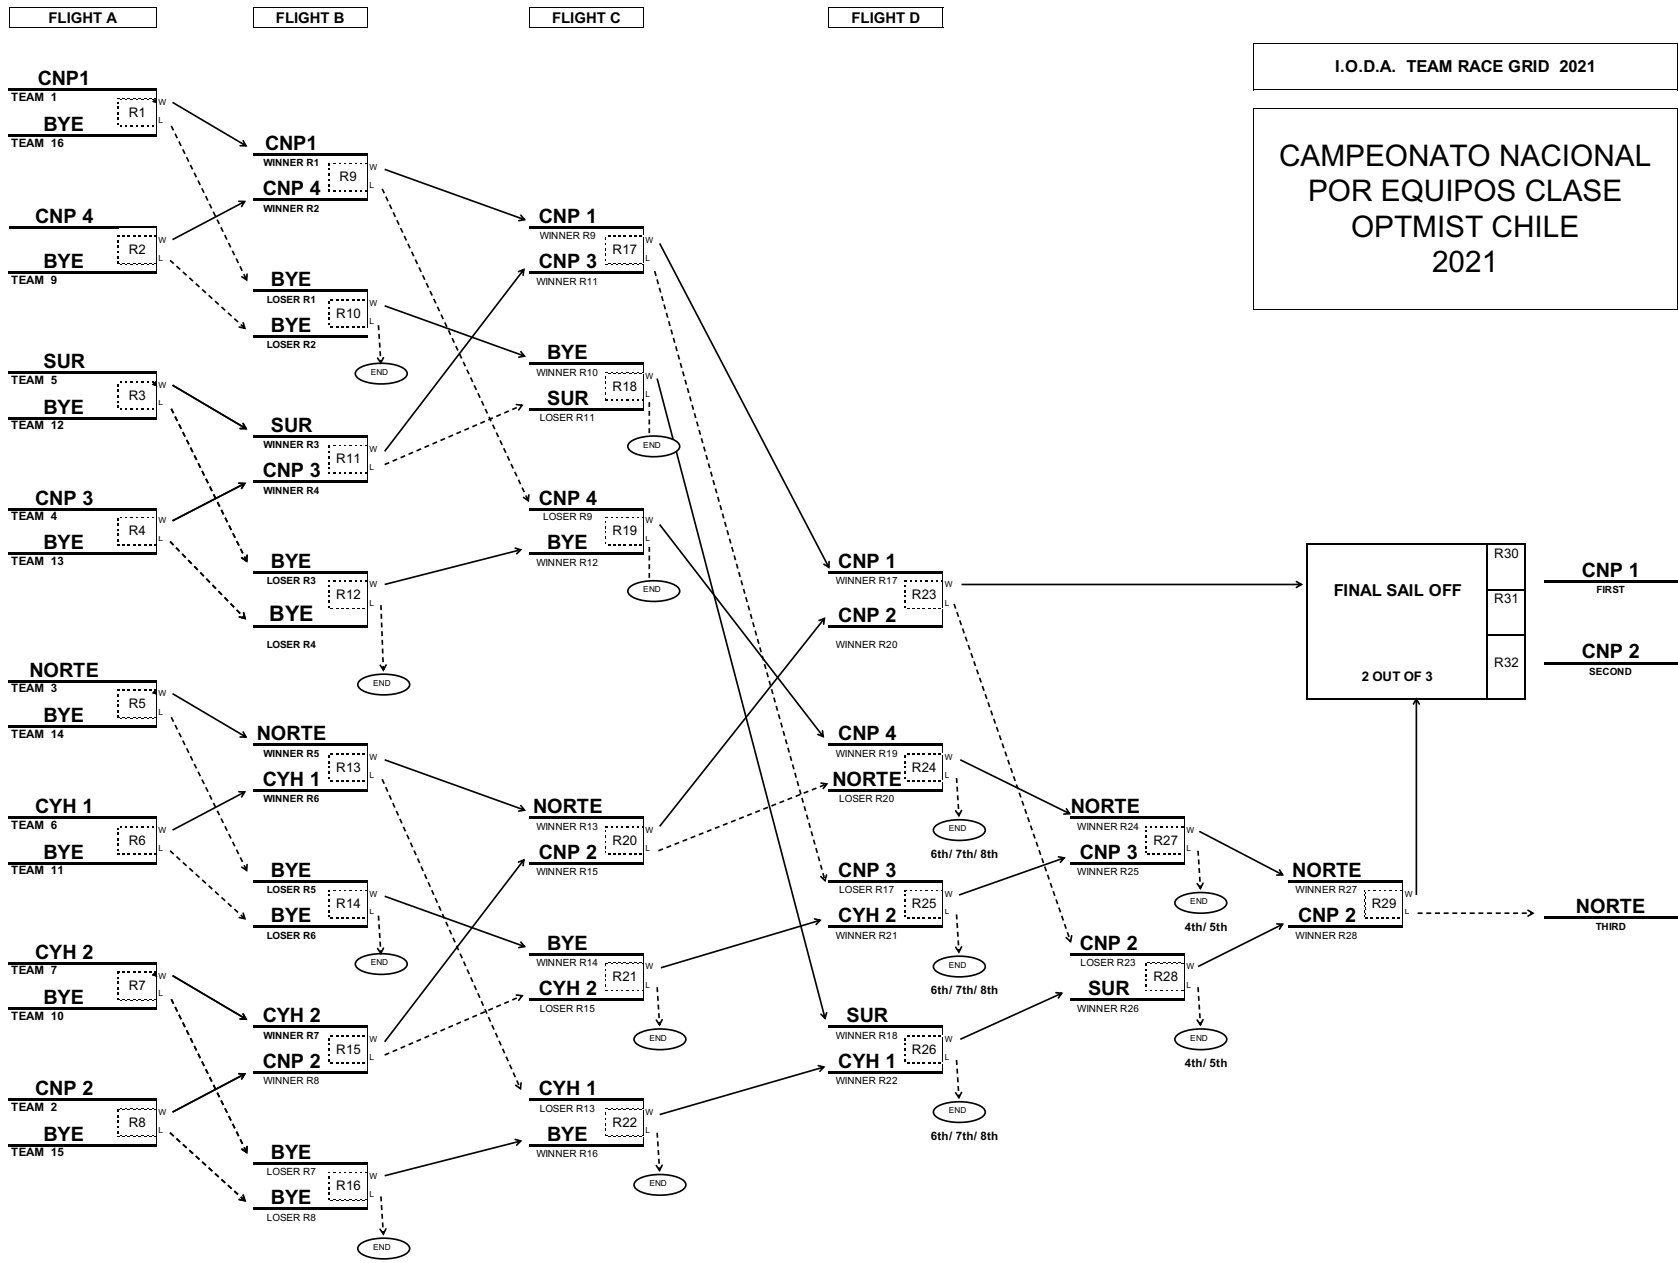 FLIGHT A
FLIGHT B
FLIGHT C
FLIGHT D
I.O.D.A. TEAM RACE GRID 2021
CAMPEONATO NACIONAL
POR EQUIPOS CLASE
OPTMIST CHILE
2021
CNP1
TEAM 1
R1
W
L
BYE
TEAM 16
CNP 4
R2
W
L
BYE
TEAM 9
SUR
TEAM 5
R3
W
L
BYE
TEAM 12
CNP 3
TEAM 4
R4
W
L
BYE
TEAM 13
NORTE
TEAM 3
R5
W
L
BYE
TEAM 14
CYH 1
TEAM 6
R6
W
L
BYE
TEAM 11
CYH 2
TEAM 7
R7
W
L
BYE
TEAM 10
CNP 2
TEAM 2
R8
W
L
BYE
TEAM 15
CNP1
WINNER R1
R9
W
L
CNP 4
WINNER R2
BYE
LOSER R1
R10
W
L
BYE
LOSER R2
END
SUR
WINNER R3
R11
W
L
CNP 3
WINNER R4
BYE
LOSER R3
R12
W
L
BYE
LOSER R4
END
NORTE
WINNER R5
R13
W
L
CYH 1
WINNER R6
BYE
LOSER R5
R14
W
L
BYE
LOSER R6
END
CYH 2
WINNER R7
R15
W
L
CNP 2
WINNER R8
BYE
LOSER R7
R16
W
L
BYE
LOSER R8
END
CNP 1
WINNER R9
R17
W
L
CNP 3
WINNER R11
BYE
WINNER R10
R18
W
L
SUR
LOSER R11
END
CNP 4
LOSER R9
R19
W
L
BYE
WINNER R12
END
NORTE
WINNER R13
R20
W
L
CNP 2
WINNER R15
BYE
WINNER R14
R21
W
L
CYH 2
LOSER R15
END
CYH 1
LOSER R13
R22
W
L
BYE
WINNER R16
END
CNP 1
WINNER R17
R23
W
L
CNP 2
WINNER R20
CNP 4
WINNER R19
R24
W
L
NORTE
LOSER R20
END
6th/ 7th/ 8th
CNP 3
LOSER R17
R25
W
L
CYH 2
WINNER R21
END
6th/ 7th/ 8th
SUR
WINNER R18
R26
W
L
CYH 1
WINNER R22
END
6th/ 7th/ 8th
NORTE
WINNER R24
R27
W
L
CNP 3
WINNER R25
END
4th/ 5th
CNP 2
LOSER R23
R28
W
L
SUR
WINNER R26
END
4th/ 5th
NORTE
WINNER R27
R29
W
L
CNP 2
WINNER R28
FINAL SAIL OFF
2 OUT OF 3
R30
R31
R32
CNP 1
FIRST
CNP 2
SECOND
NORTE
THIRD